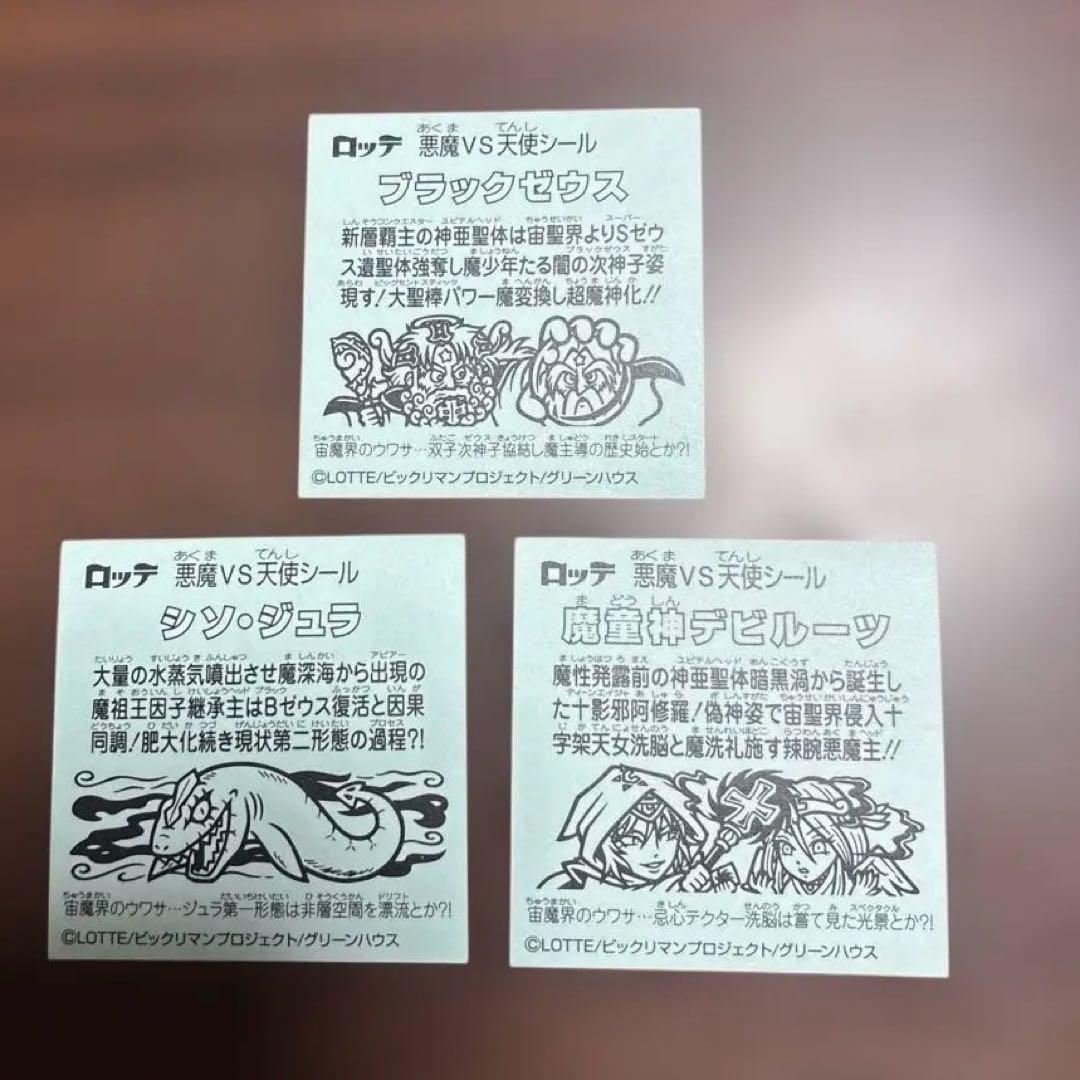 ロッテ 悪魔VS天使シール
ブラックゼウス
新層覇主の神亜聖体は宙聖界よりSゼウ
ス遺聖体強奪し魔少年たる闇の次神子姿
現す!大聖棒パワー魔変換し超魔神化!!
宙魔界のウワサ…双子次神子協結し魔主導の歴史始とか?!
©LOTTE/ビックリマンプロジェクト/グリーンハウス
ロッテ 悪魔VS天使シール
シソ・ジュラ
大量の水蒸気噴出させ魔深海から出現の
魔祖王因子継承主はBゼウス復活と因果
同調!肥大化続き現状第二形態の過程?!
宙魔界のウワサ…ジュラ第一形態は非層空間を漂流とか?!
©LOTTE/ビックリマンプロジェクト/グリーンハウス
ロッテ 悪魔VS天使シール
魔童神デビルーツ
魔性発露前の神亜聖体暗黒渦から誕生し
た十影邪阿修羅!偽神姿で宙聖界侵入十
字架天女洗脳と魔洗礼施す辣腕悪魔主!!
宙魔界のウワサ…忌心テクター洗脳は嘗て見た光景とか?!
©LOTTE/ビックリマンプロジェクト/グリーンハウス